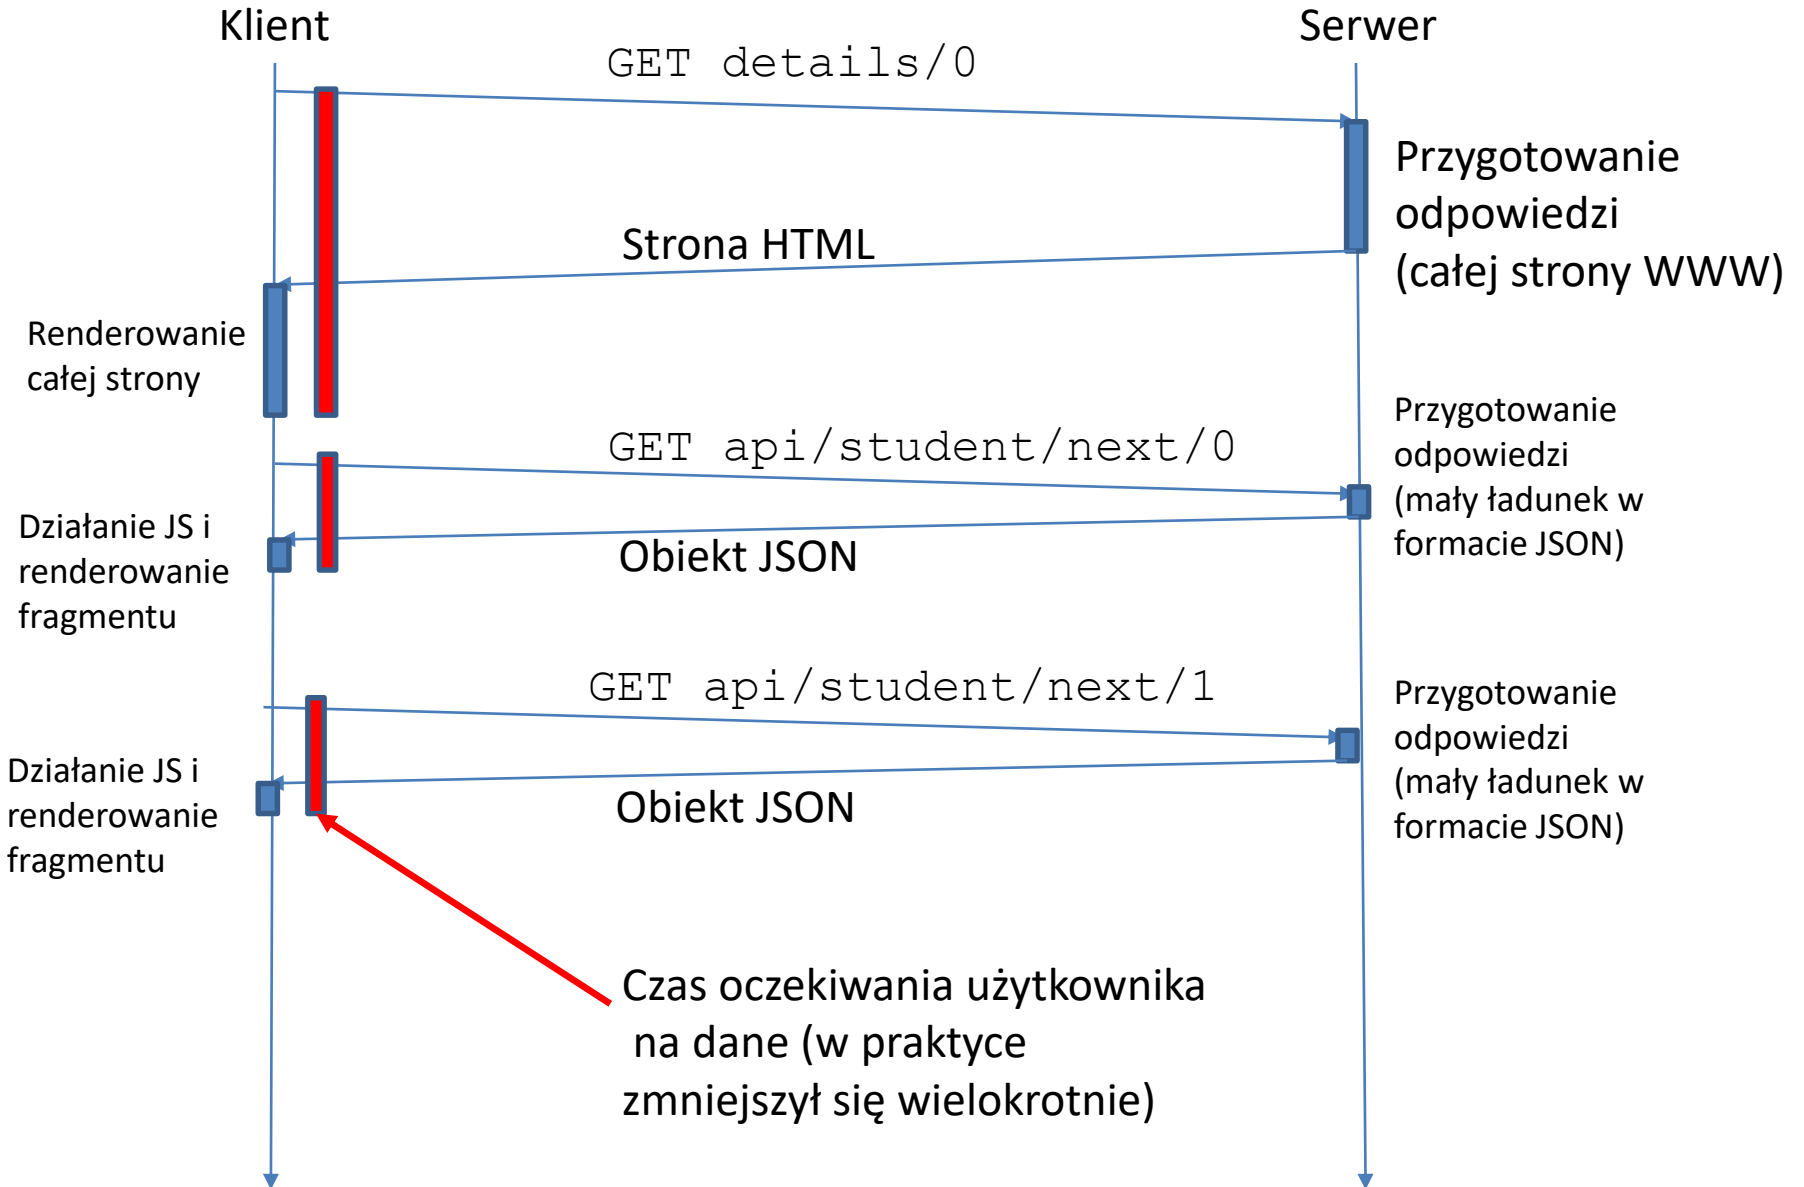 Klient
Serwer
GET details/0
Przygotowanie
odpowiedzi
(całej strony WWW)
Strona HTML
Renderowanie
całej strony
GET api/student/next/0
Przygotowanie
odpowiedzi
(mały ładunek w
formacie JSON)
Działanie JS i
renderowanie
fragmentu
Obiekt JSON
GET api/student/next/1
Przygotowanie
odpowiedzi
(mały ładunek w
formacie JSON)
Działanie JS i
renderowanie
fragmentu
Obiekt JSON
Czas oczekiwania użytkownika
na dane (w praktyce
zmniejszył się wielokrotnie)